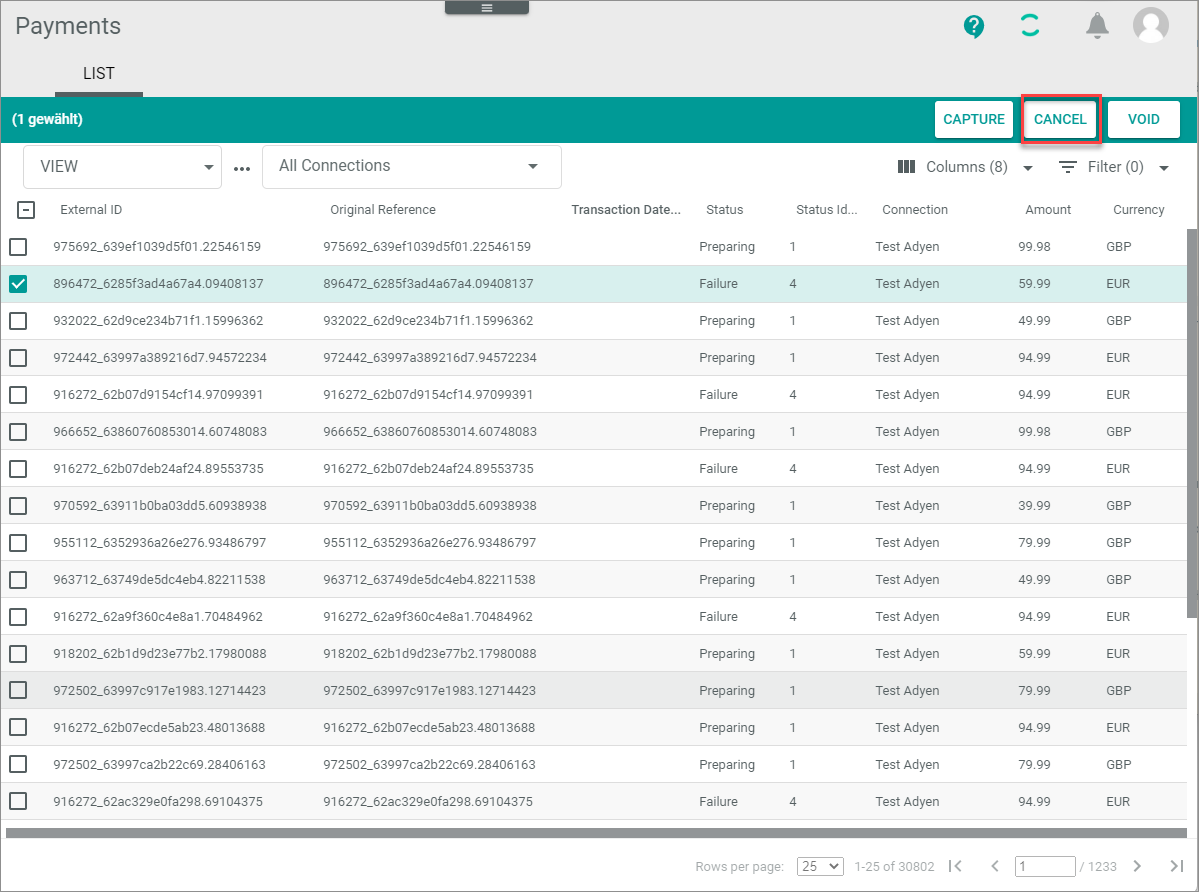 Payments
LIST
(1 gewählt) CAPTURE CANCEL VOID
VIEW ... All Connections Columns (8) Filter (0)
External ID Original Reference Transaction Date... Status Status Id... Connection Amount Currency
975692_639ef1039d5f01.22546159 975692_639ef1039d5f01.22546159 Preparing 1 Test Adyen 99.98 GBP
896472_6285f3ad4a67a4.09408137 896472_6285f3ad4a67a4.09408137 Failure 4 Test Adyen 59.99 EUR
932022_62d9ce234b71f1.15996362 932022_62d9ce234b71f1.15996362 Preparing 1 Test Adyen 49.99 GBP
972442_63997a389216d7.94572234 972442_63997a389216d7.94572234 Preparing 1 Test Adyen 94.99 EUR
916272_62b07d9154cf14.97099391 916272_62b07d9154cf14.97099391 Failure 4 Test Adyen 94.99 EUR
966652_63860760853014.60748083 966652_63860760853014.60748083 Preparing 1 Test Adyen 99.98 GBP
916272_62b07deb24af24.89553735 916272_62b07deb24af24.89553735 Failure 4 Test Adyen 94.99 EUR
970592_63911b0ba03dd5.60938938 970592_63911b0ba03dd5.60938938 Preparing 1 Test Adyen 39.99 GBP
955112_6352936a26e276.93486797 955112_6352936a26e276.93486797 Preparing 1 Test Adyen 79.99 GBP
963712_63749de5dc4eb4.82211538 963712_63749de5dc4eb4.82211538 Preparing 1 Test Adyen 49.99 GBP
916272_62a9f360c4e8a1.70484962 916272_62a9f360c4e8a1.70484962 Failure 4 Test Adyen 94.99 EUR
918202_62b1d9d23e77b2.17980088 918202_62b1d9d23e77b2.17980088 Preparing 1 Test Adyen 59.99 EUR
972502_63997c917e1983.12714423 972502_63997c917e1983.12714423 Preparing 1 Test Adyen 79.99 GBP
916272_62b07ecde5ab23.48013688 916272_62b07ecde5ab23.48013688 Preparing 1 Test Adyen 94.99 EUR
972502_63997ca2b22c69.28406163 972502_63997ca2b22c69.28406163 Preparing 1 Test Adyen 79.99 GBP
916272_62ac329e0fa298.69104375 916272_62ac329e0fa298.69104375 Failure 4 Test Adyen 94.99 EUR
Rows per page: 25 1-25 of 30802 1 / 1233